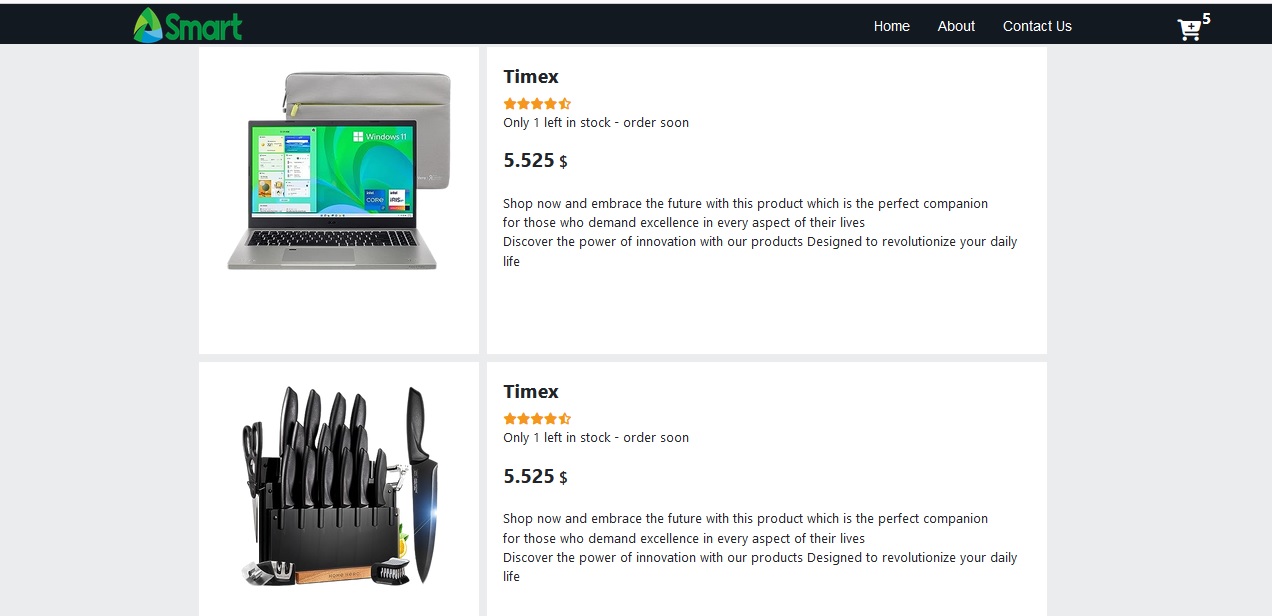 Smart
Home About Contact Us
5
Timex
Only 1 left in stock - order soon
5.525 $
Shop now and embrace the future with this product which is the perfect companion
for those who demand excellence in every aspect of their lives
Discover the power of innovation with our products Designed to revolutionize your daily
life
Windows 11
intel
CORE
intel
Timex
Only 1 left in stock - order soon
5.525 $
Shop now and embrace the future with this product which is the perfect companion
for those who demand excellence in every aspect of their lives
Discover the power of innovation with our products Designed to revolutionize your daily
life